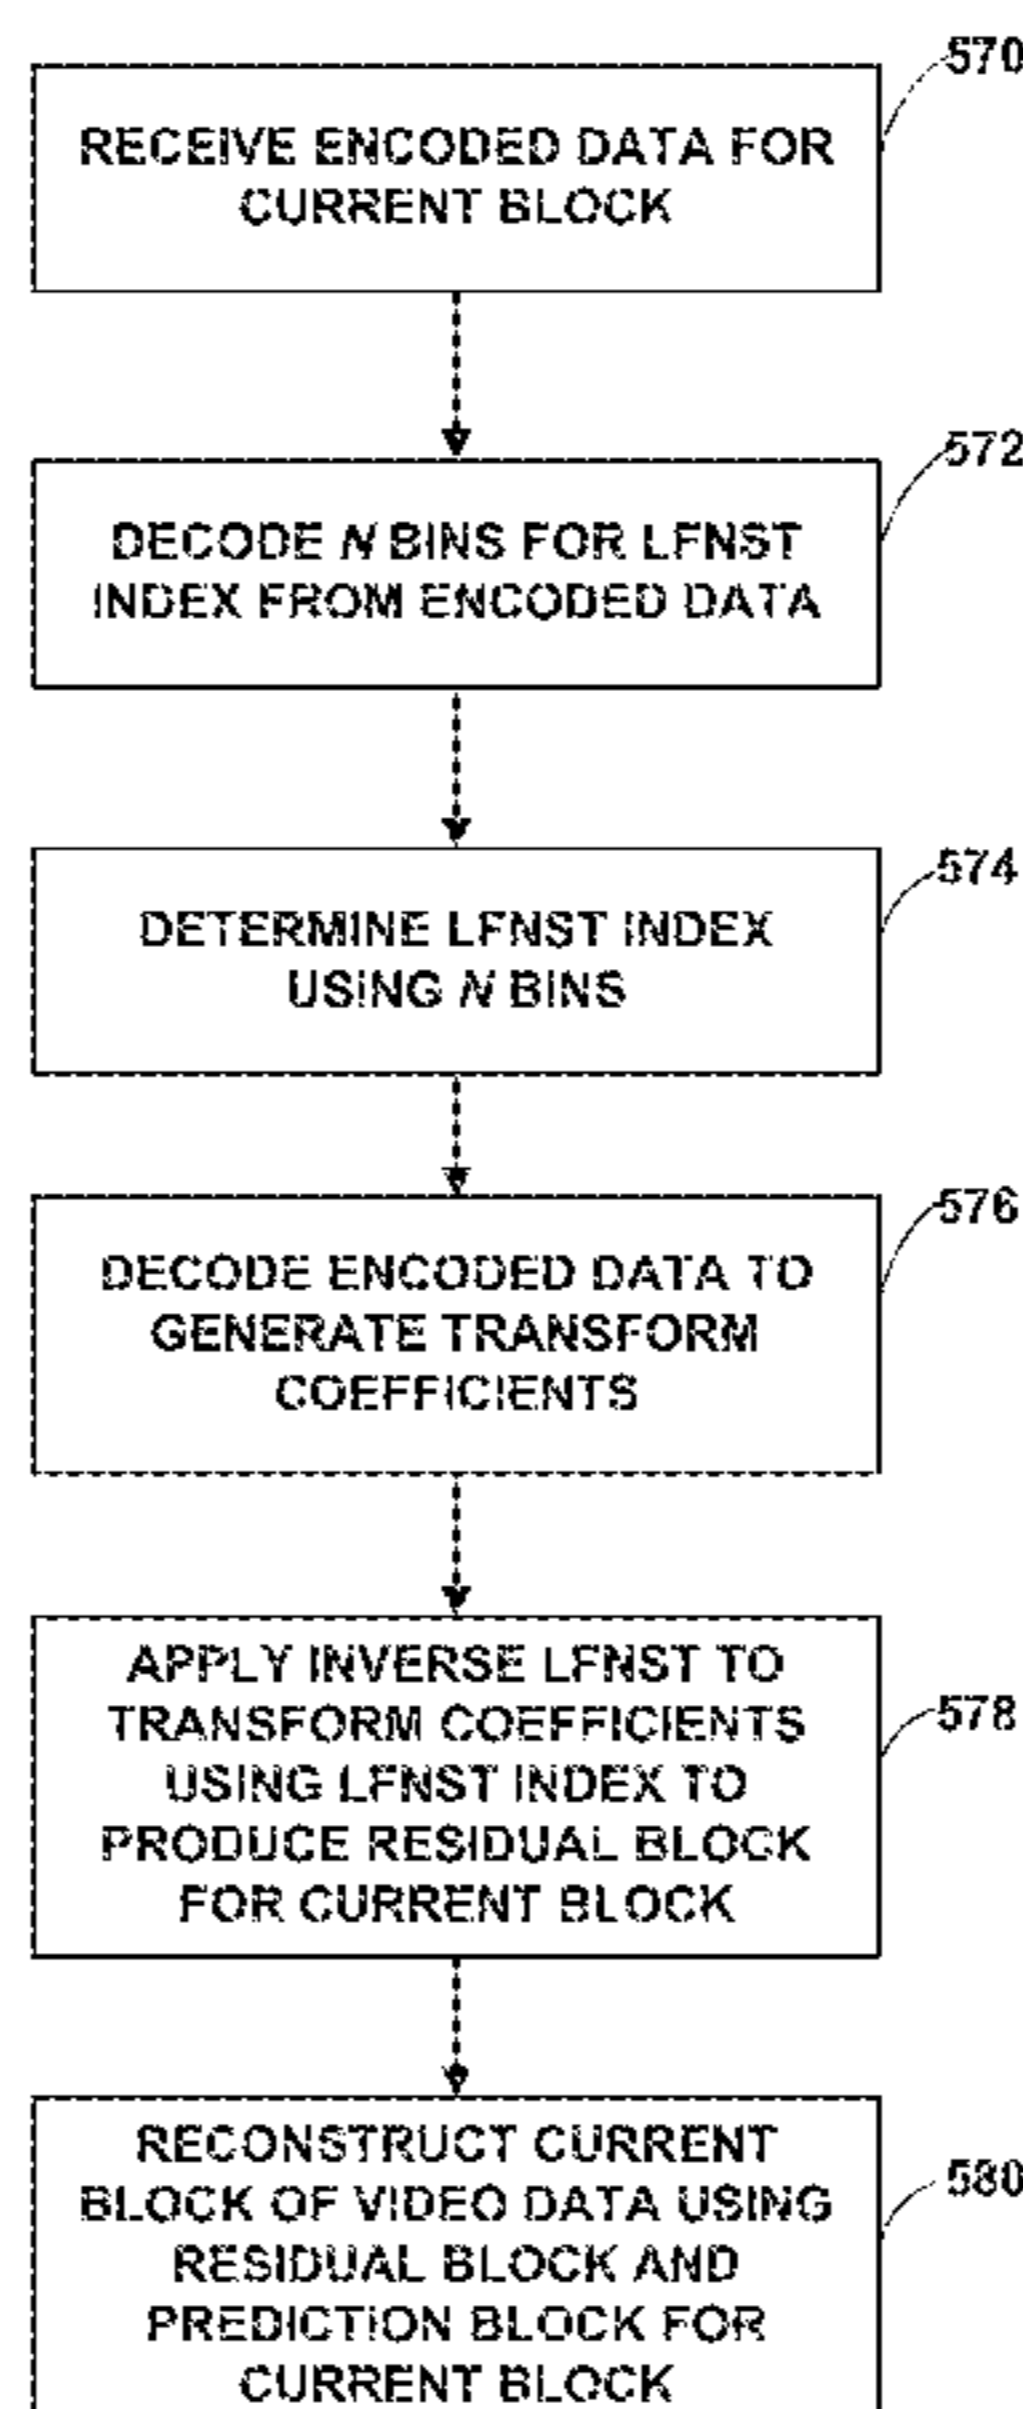 570
RECEIVE ENCODED DATA FOR
CURRENT BLOCK
572
DECODE N BINS FOR LFNST
INDEX FROM ENCODED DATA
574
DETERMINE LFNST INDEX
USING N BINS
576
DECODE ENCODED DATA TO
GENERATE TRANSFORM
COEFFICIENTS
578
APPLY INVERSE LFNST TO
TRANSFORM COEFFICIENTS
USING LFNST INDEX TO
PRODUCE RESIDUAL BLOCK
FOR CURRENT BLOCK
580
RECONSTRUCT CURRENT
BLOCK OF VIDEO DATA USING
RESIDUAL BLOCK AND
PREDICTION BLOCK FOR
CURRENT BLOCK